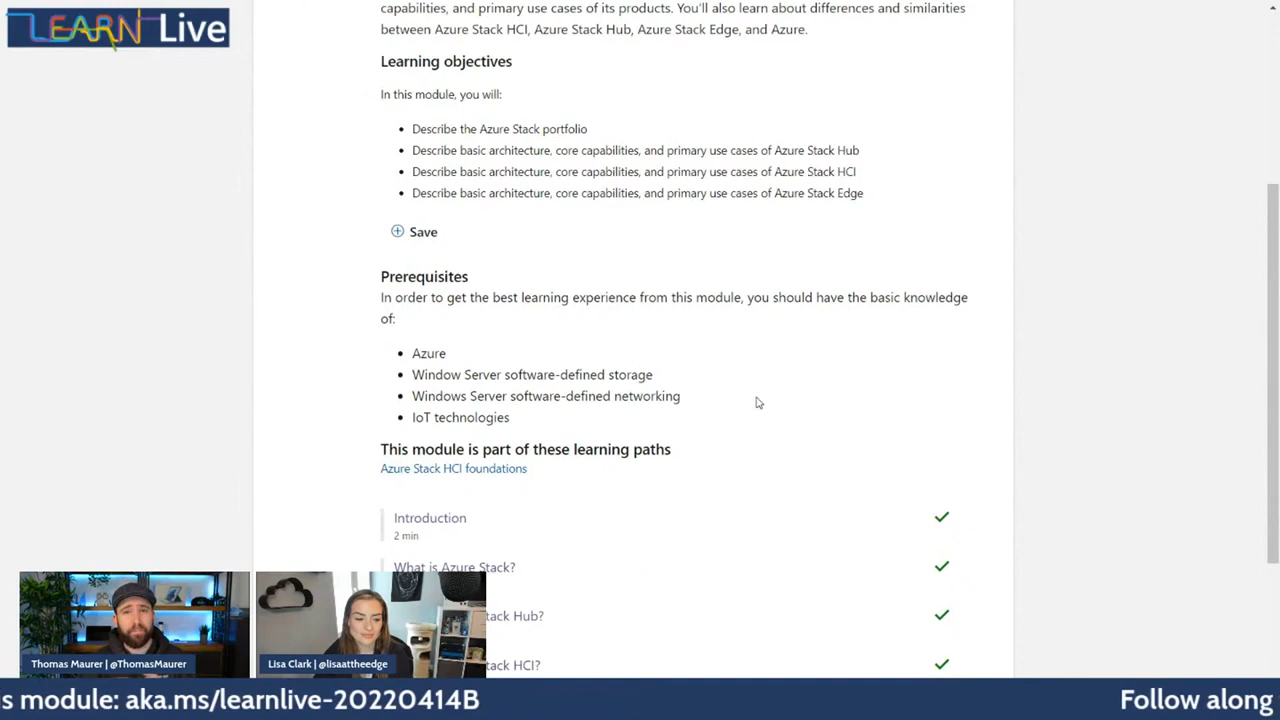 LEARN Live
capabilities, and primary use cases of its products. You'll also learn about differences and similarities
between Azure Stack HCI, Azure Stack Hub, Azure Stack Edge, and Azure.
Learning objectives
In this module, you will:
• Describe the Azure Stack portfolio
• Describe basic architecture, core capabilities, and primary use cases of Azure Stack Hub
• Describe basic architecture, core capabilities, and primary use cases of Azure Stack HCI
• Describe basic architecture, core capabilities, and primary use cases of Azure Stack Edge
Save
Prerequisites
In order to get the best learning experience from this module, you should have the basic knowledge
of:
• Azure
• Window Server software-defined storage
• Windows Server software-defined networking
• IoT technologies
This module is part of these learning paths
Azure Stack HCI foundations
Introduction
2 min
What is Azure Stack?
tack Hub?
tack HCI?
Thomas Maurer | @ThomasMaurer
Lisa Clark | @lisaattheedge
is module: aka.ms/learnlive-20220414B
Follow along